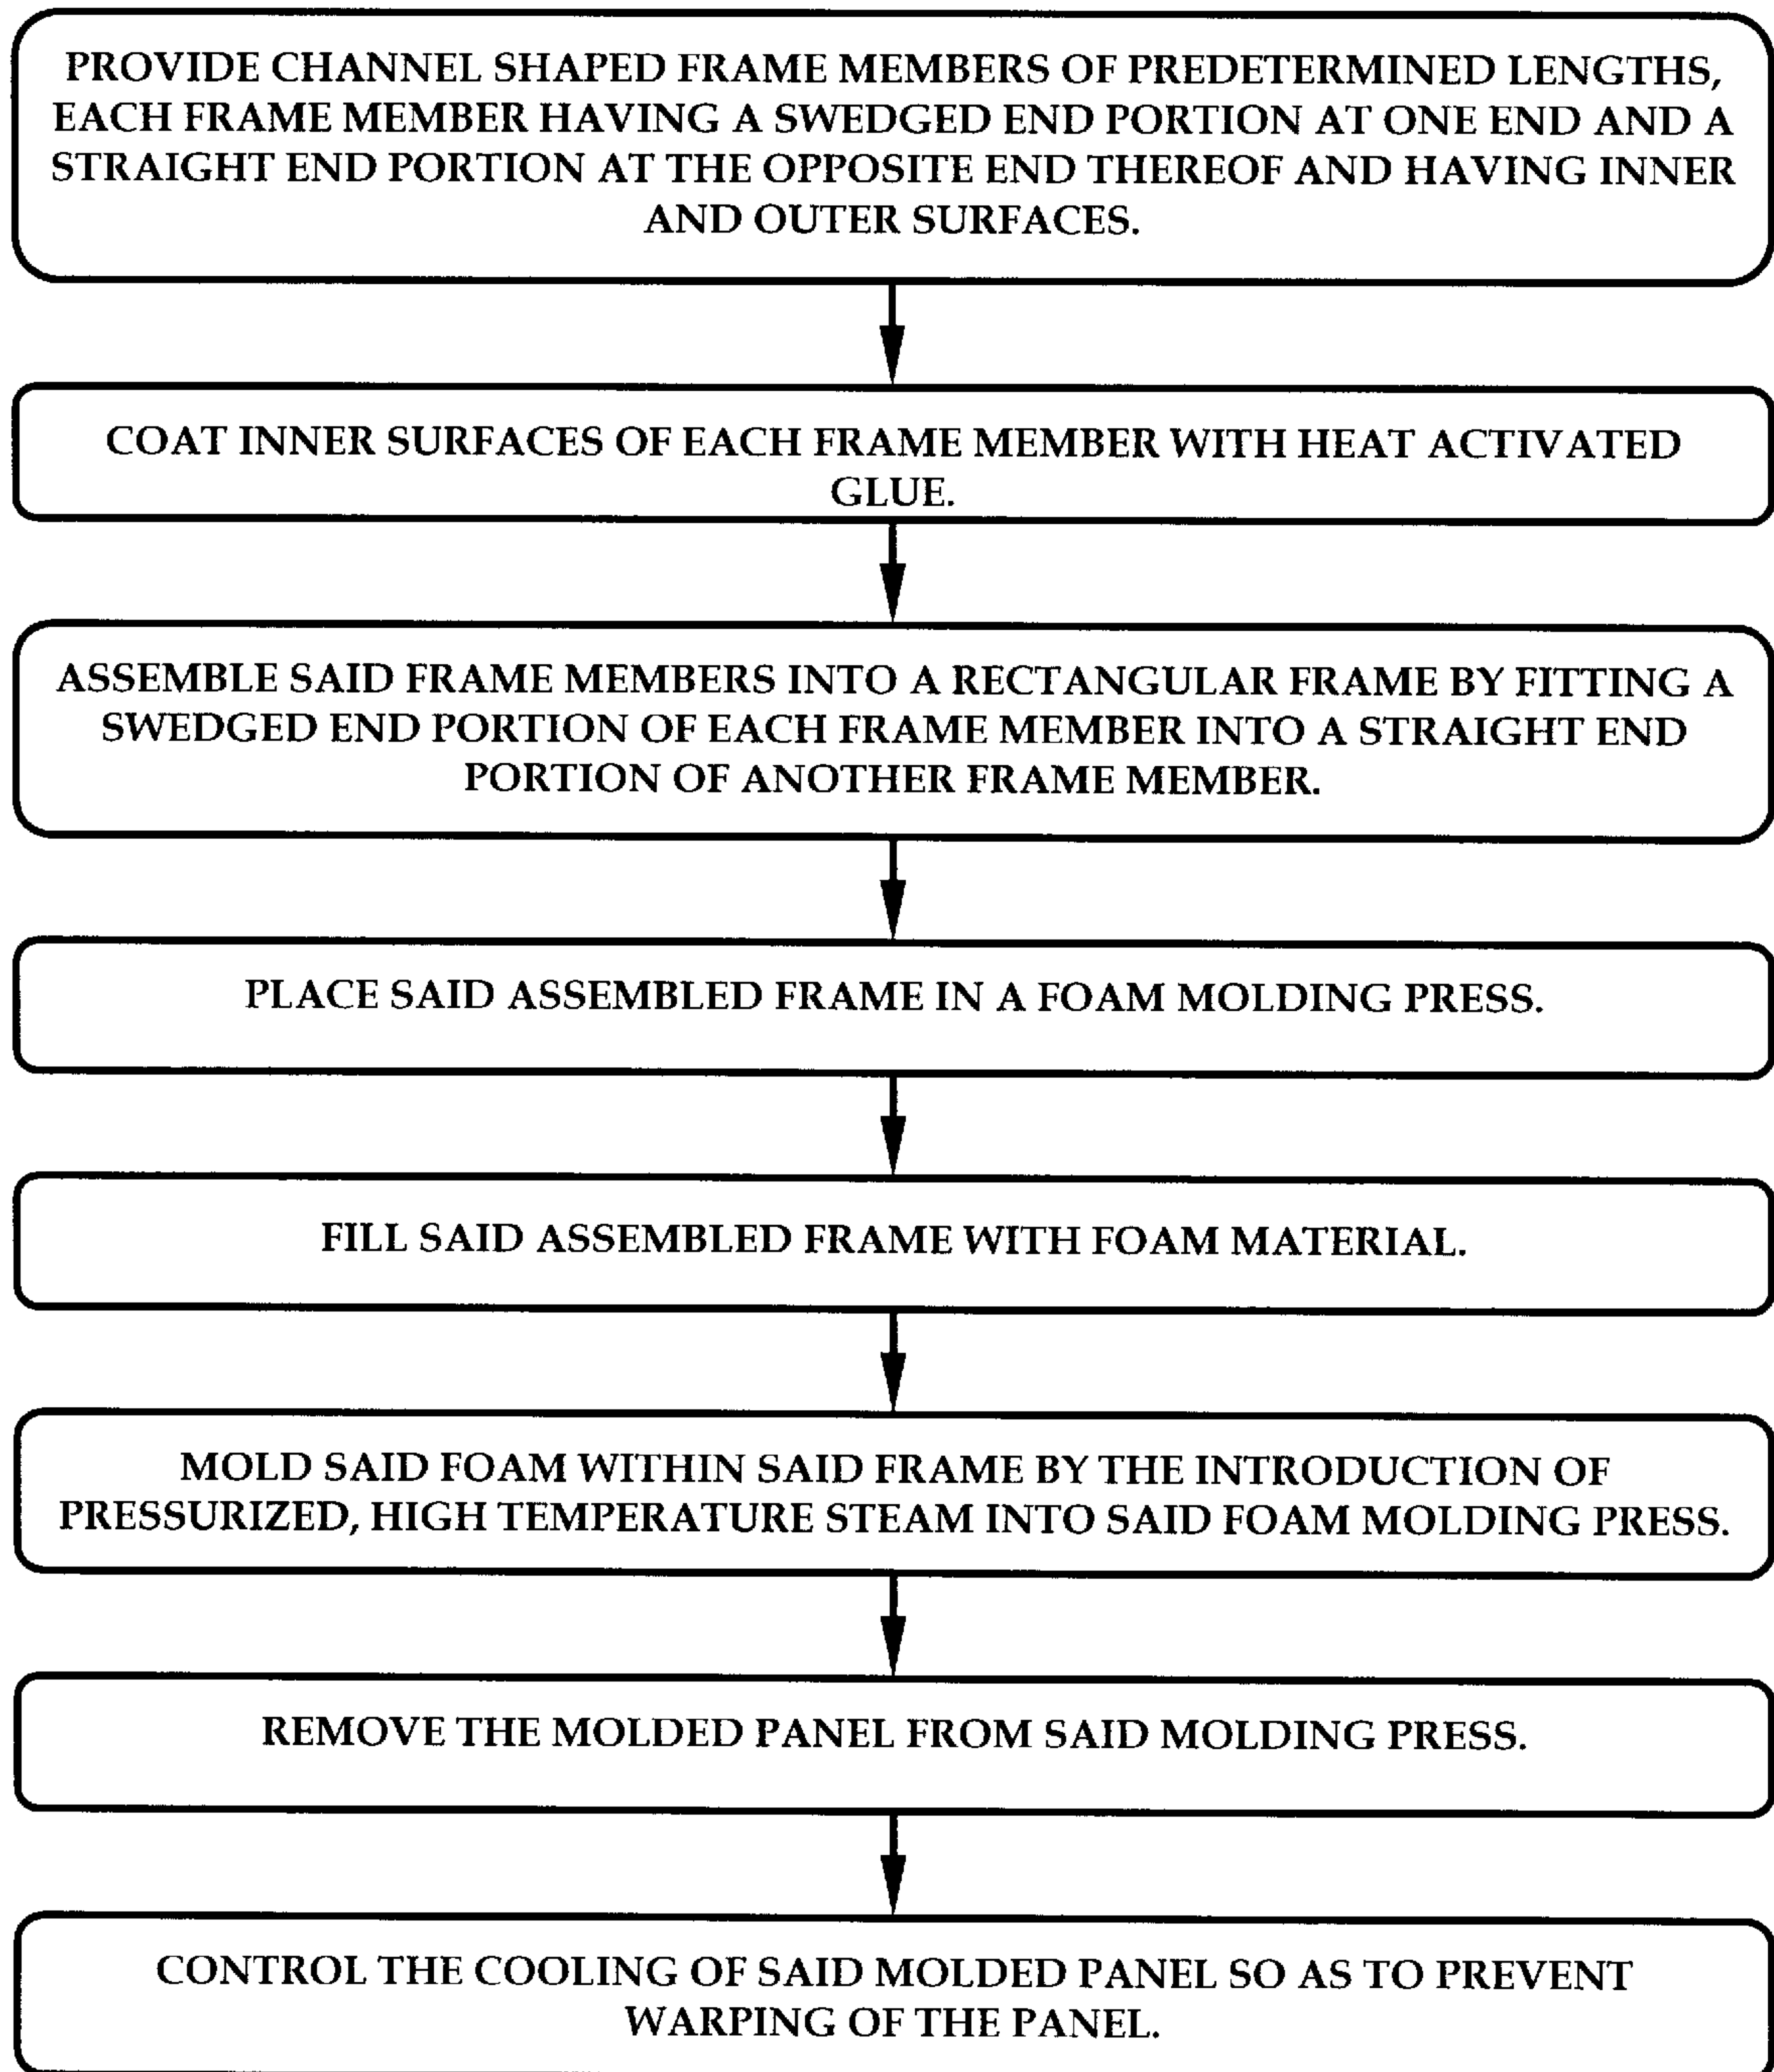 PROVIDE CHANNEL SHAPED FRAME MEMBERS OF PREDETERMINED LENGTHS,
EACH FRAME MEMBER HAVING A SWEDGED END PORTION AT ONE END AND A
STRAIGHT END PORTION AT THE OPPOSITE END THEREOF AND HAVING INNER
AND OUTER SURFACES.
COAT INNER SURFACES OF EACH FRAME MEMBER WITH HEAT ACTIVATED
GLUE.
ASSEMBLE SAID FRAME MEMBERS INTO A RECTANGULAR FRAME BY FITTING A
SWEDGED END PORTION OF EACH FRAME MEMBER INTO A STRAIGHT END
PORTION OF ANOTHER FRAME MEMBER.
PLACE SAID ASSEMBLED FRAME IN A FOAM MOLDING PRESS.
FILL SAID ASSEMBLED FRAME WITH FOAM MATERIAL.
MOLD SAID FOAM WITHIN SAID FRAME BY THE INTRODUCTION OF
PRESSURIZED, HIGH TEMPERATURE STEAM INTO SAID FOAM MOLDING PRESS.
REMOVE THE MOLDED PANEL FROM SAID MOLDING PRESS.
CONTROL THE COOLING OF SAID MOLDED PANEL SO AS TO PREVENT
WARPING OF THE PANEL.